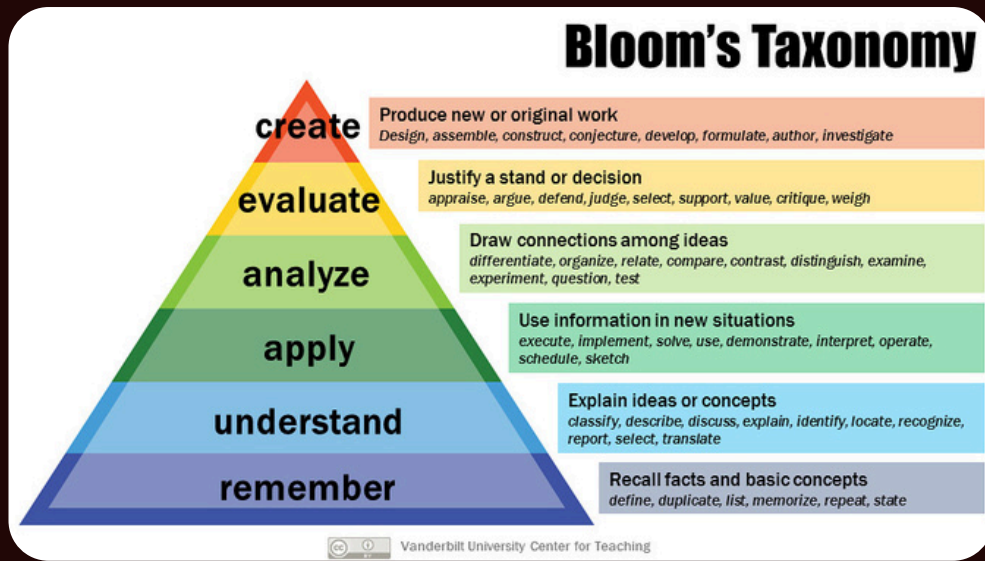 Bloom's Taxonomy
create
Produce new or original work
Design, assemble, construct, conjecture, develop, formulate, author, investigate
evaluate
Justify a stand or decision
appraise, argue, defend, judge, select, support, value, critique, weigh
analyze
Draw connections among ideas
differentiate, organize, relate, compare, contrast, distinguish, examine,
experiment, question, test
apply
Use information in new situations
execute, implement, solve, use, demonstrate, interpret, operate,
schedule, sketch
understand
Explain ideas or concepts
classify, describe, discuss, explain, identify, locate, recognize,
report, select, translate
remember
Recall facts and basic concepts
define, duplicate, list, memorize, repeat, state
cc
Vanderbilt University Center for Teaching